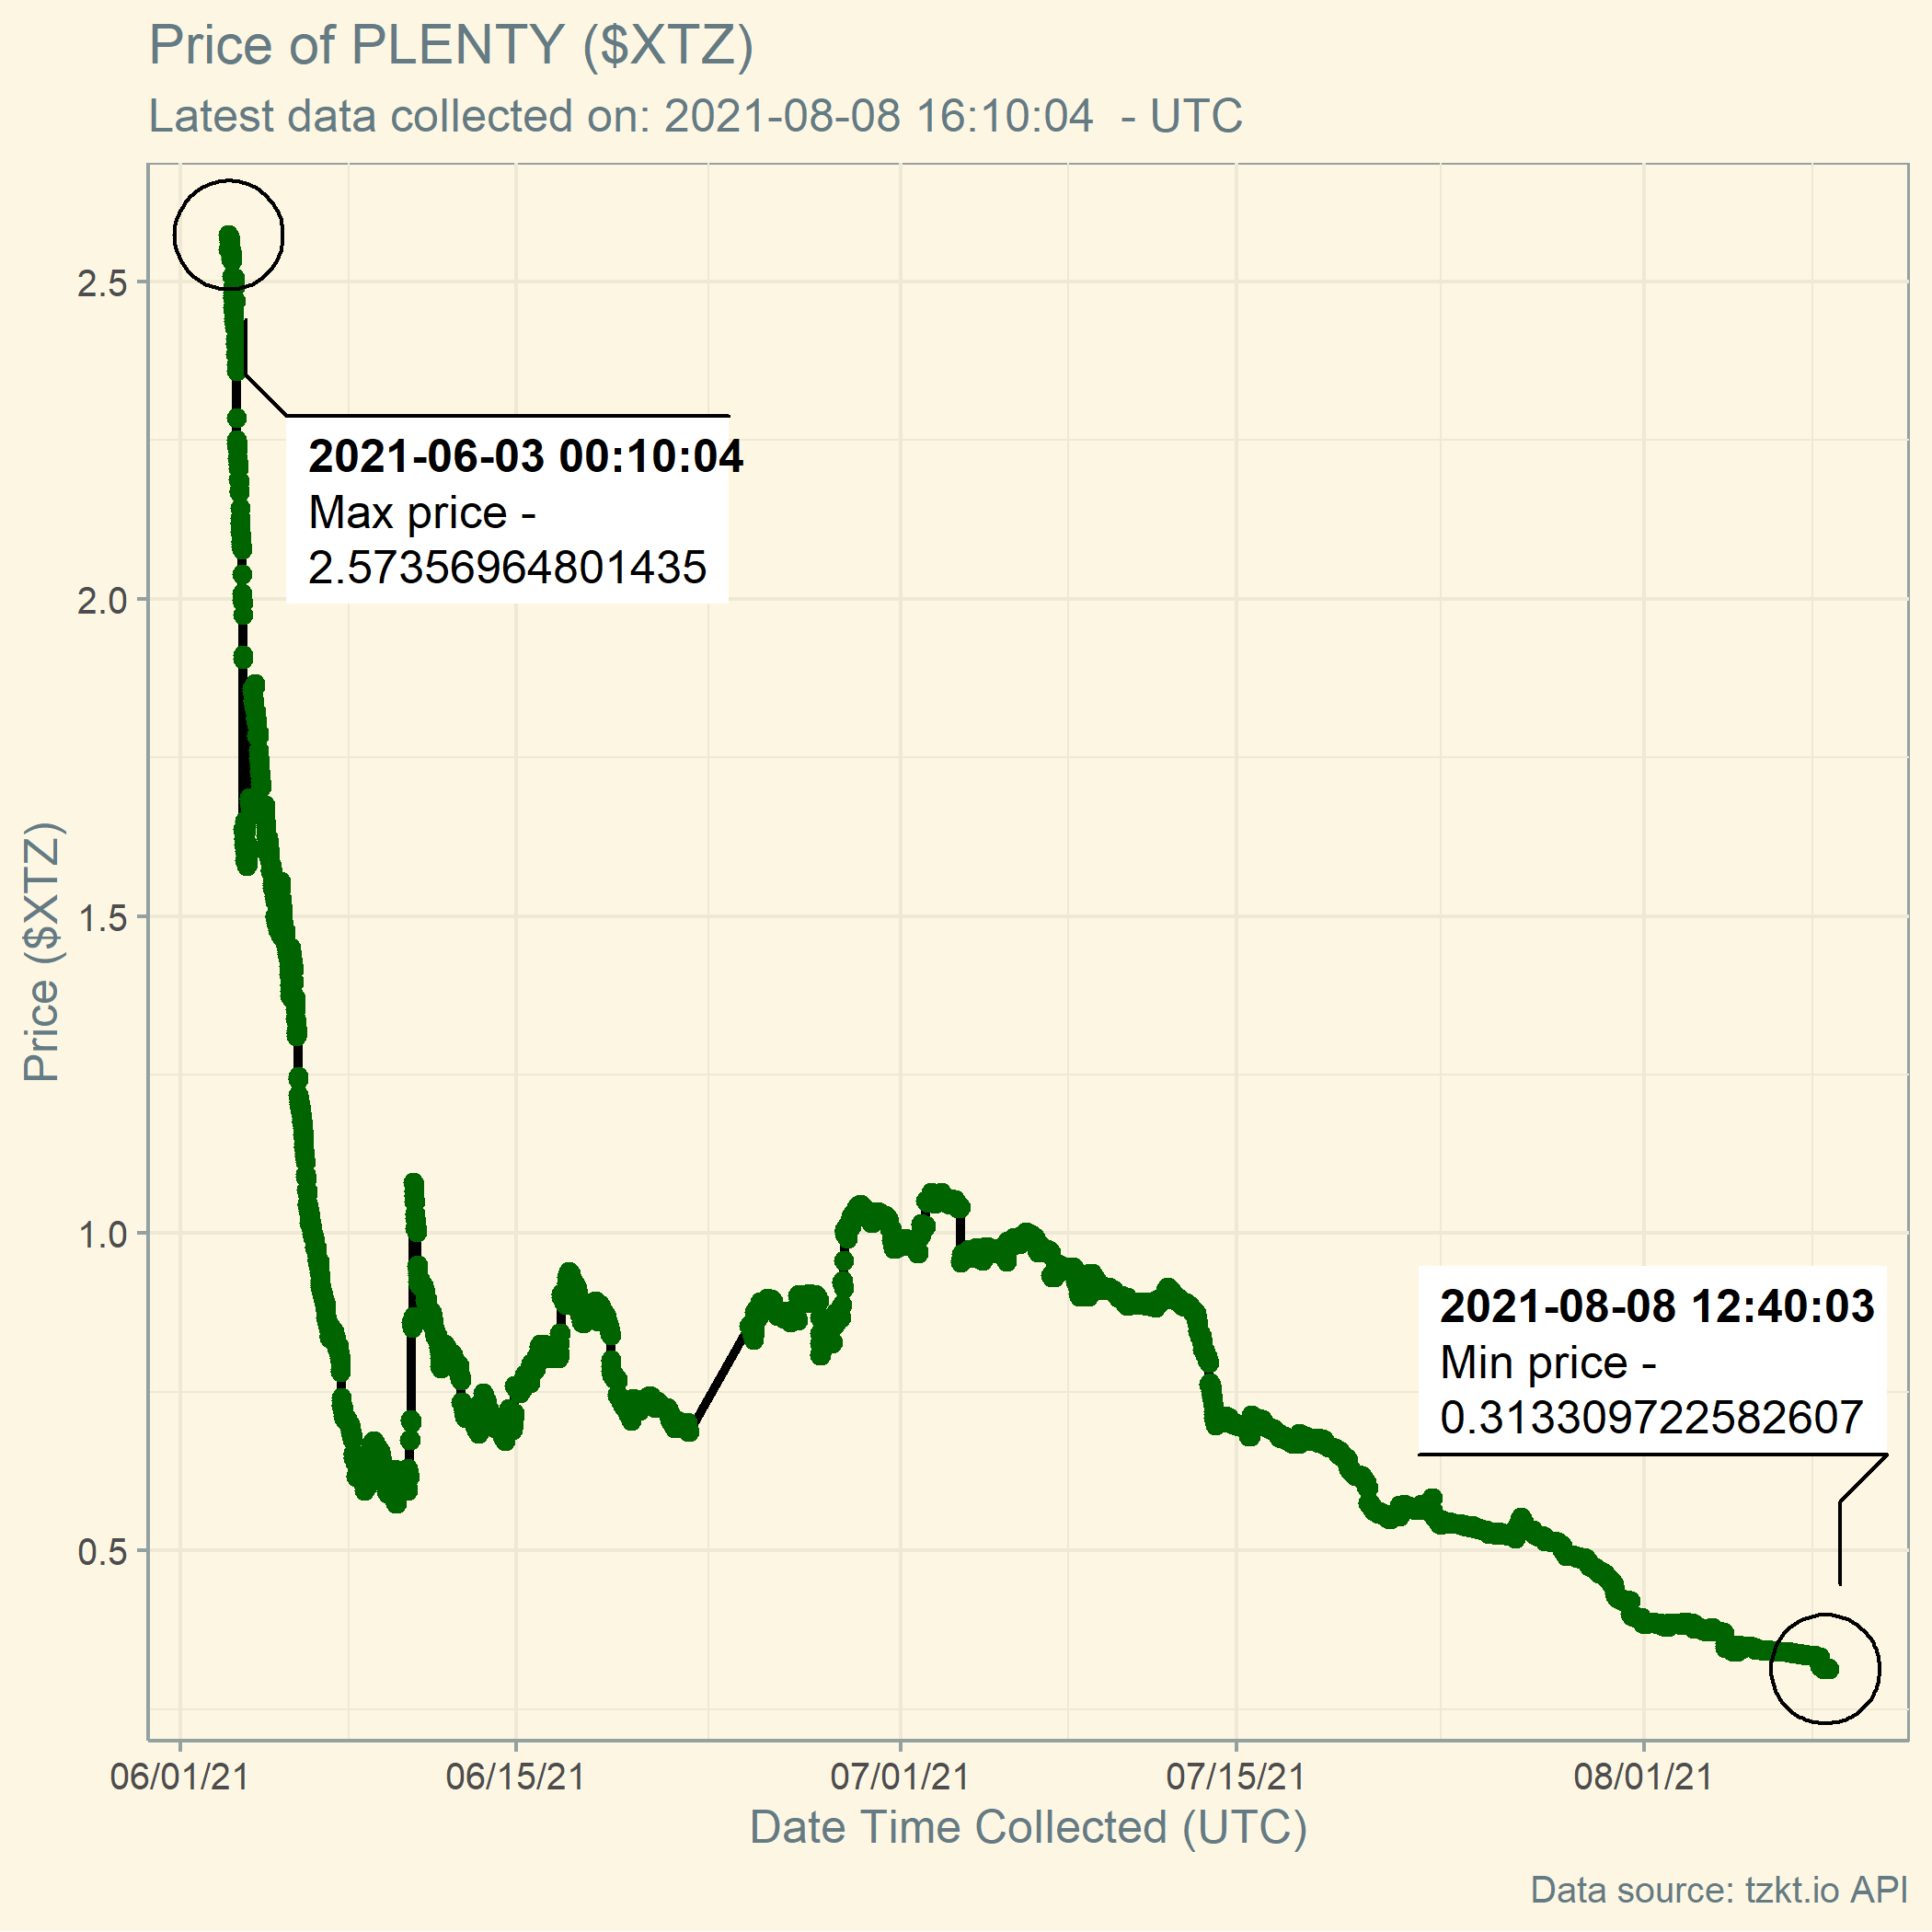 Price of PLENTY ($XTZ)
Latest data collected on: 2021-08-08 16:10:04  - UTC
Price ($XTZ)
2.5
2.0
1.5
1.0
0.5
2021-06-03 00:10:04
Max price -
2.57356964801435
2021-08-08 12:40:03
Min price -
0.313309722582607
06/01/21
06/15/21
07/01/21
07/15/21
08/01/21
Date Time Collected (UTC)
Data source: tzkt.io API